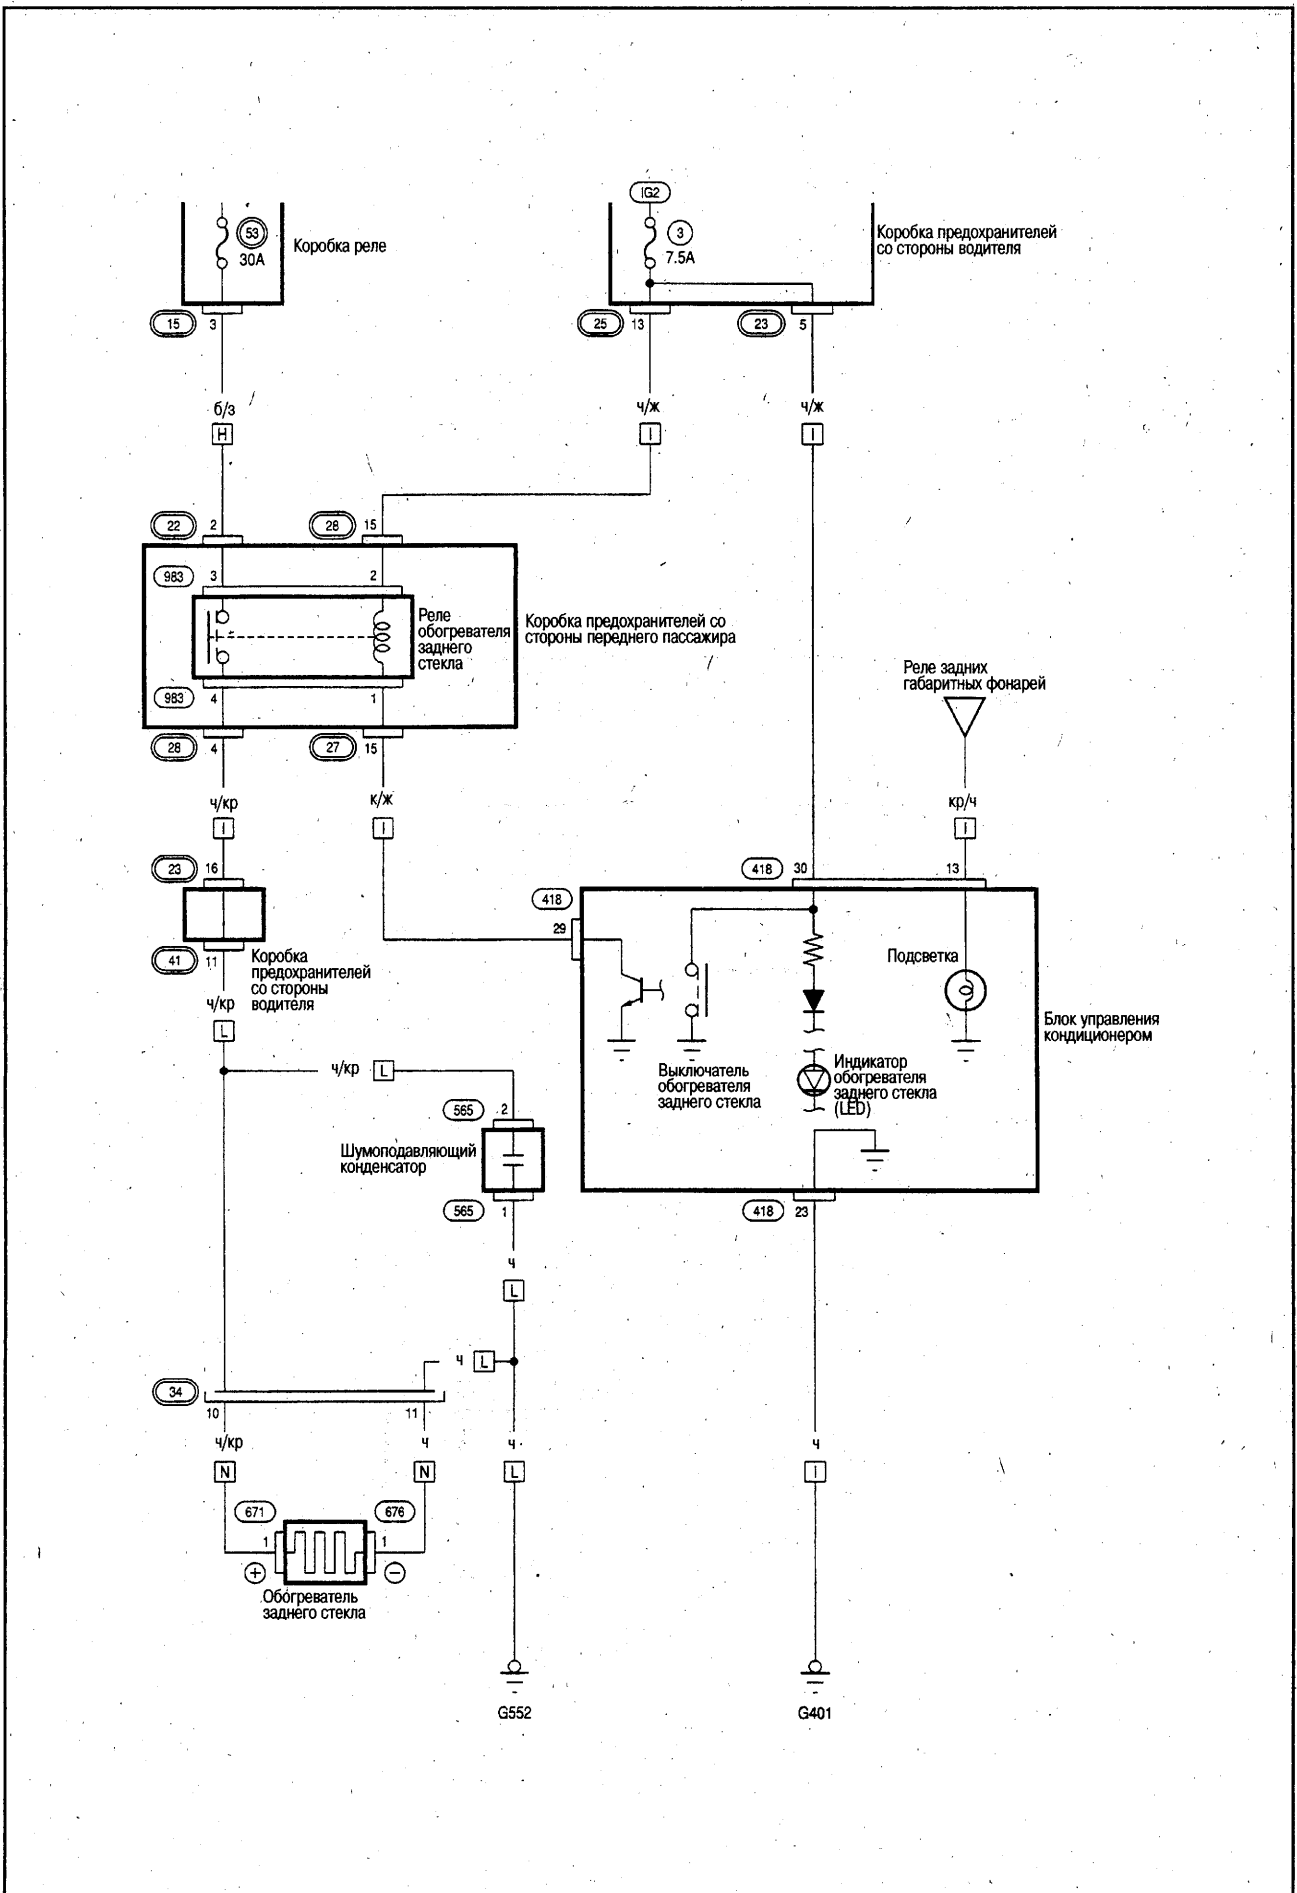 IG2
53
30A
Коробка реле
3
7.5A
Коробка предохранителей
со стороны водителя
15
3
25
13
23
5
б/з
H
ч/ж
I
ч/ж
I
22
2
28
15
983
3
2
Реле
обогревателя
заднего
стекла
Коробка предохранителей со
стороны переднего пассажира
983
4
1
28
4
27
15
Реле задних
габаритных фонарей
ч/кр
I
к/ж
I
кр/ч
I
23
16
418
30
13
418
29
41
11
Коробка
предохранителей
со стороны
водителя
ч/кр
L
Подсветка
Блок управления
кондиционером
ч/кр
L
Выключатель
обогревателя
заднего стекла
Индикатор
обогревателя
заднего стекла
(LED)
565
2
Шумоподавляющий
конденсатор
565
1
418
23
ч
L
ч
L
34
10
11
ч/кр
N
ч
N
ч
L
ч
I
671
676
1
1
+
−
Обогреватель
заднего стекла
G552
G401